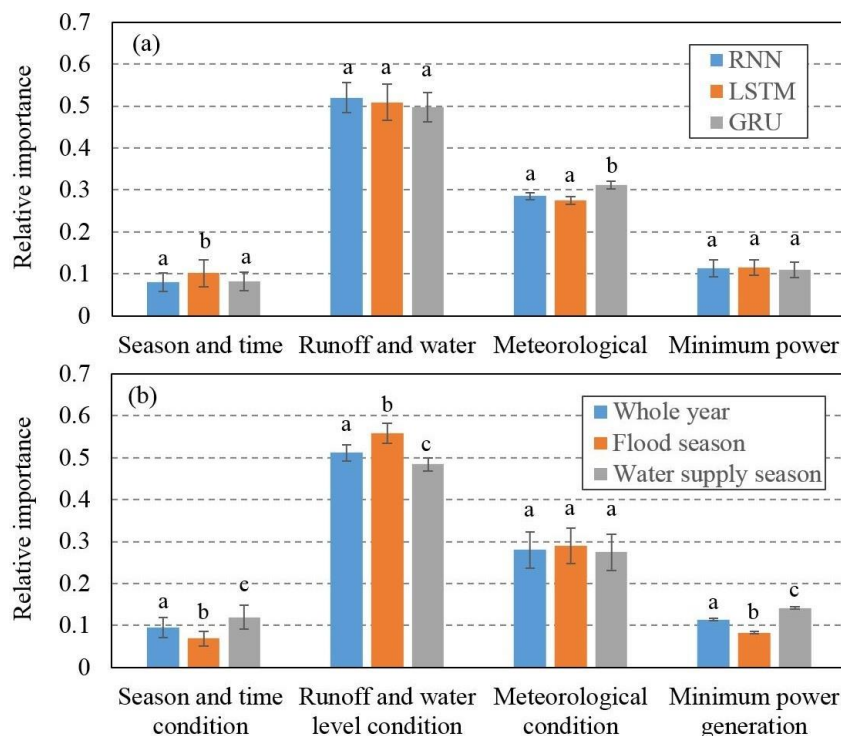 0.7
(a)
RNN
LSTM
GRU
0.6
0.5
0.4
0.3
0.2
0.1
0
Relative importance
a b a
a a a
a a b
a a a
Season and time Runoff and water Meteorological Minimum power
0.7
(b)
Whole year
Flood season
Water supply season
0.6
0.5
0.4
0.3
0.2
0.1
0
Relative importance
a b c
a b c
a a a
a b c
Season and time Runoff and water Meteorological Minimum power
condition level condition condition generation